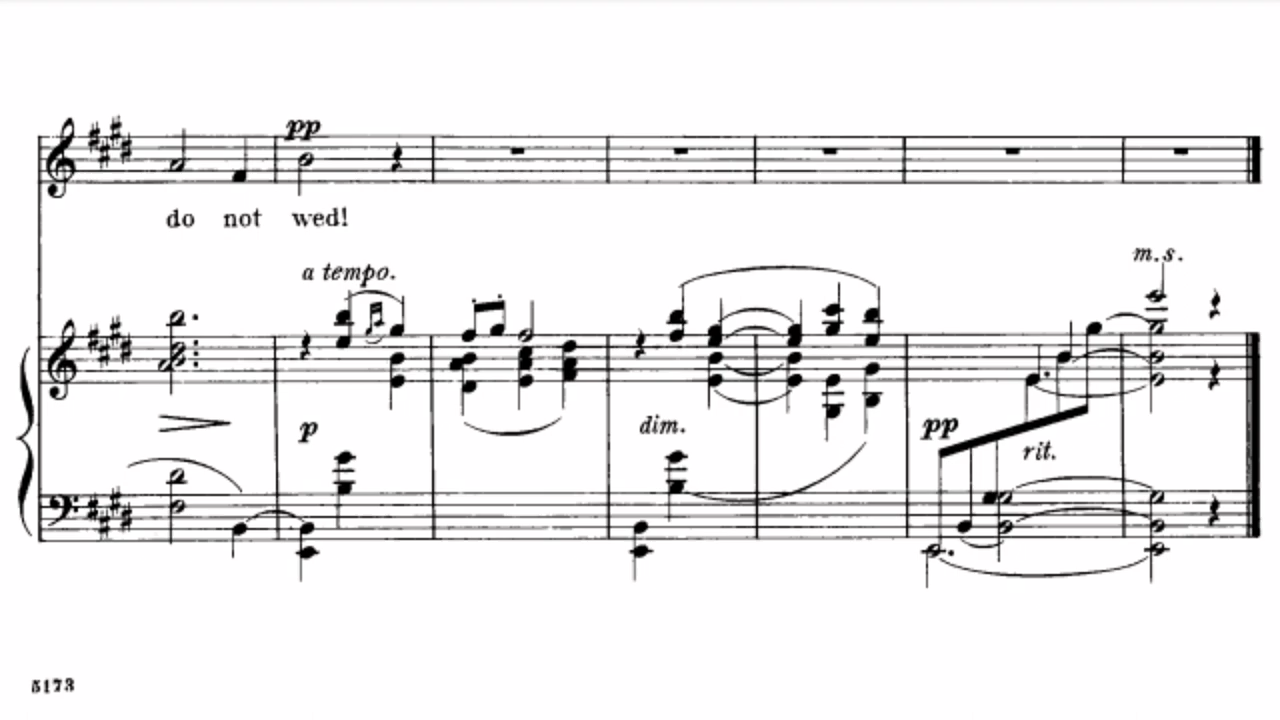 pp
do not wed!
a tempo.
m.s.
p
dim.
pp
rit.
5173